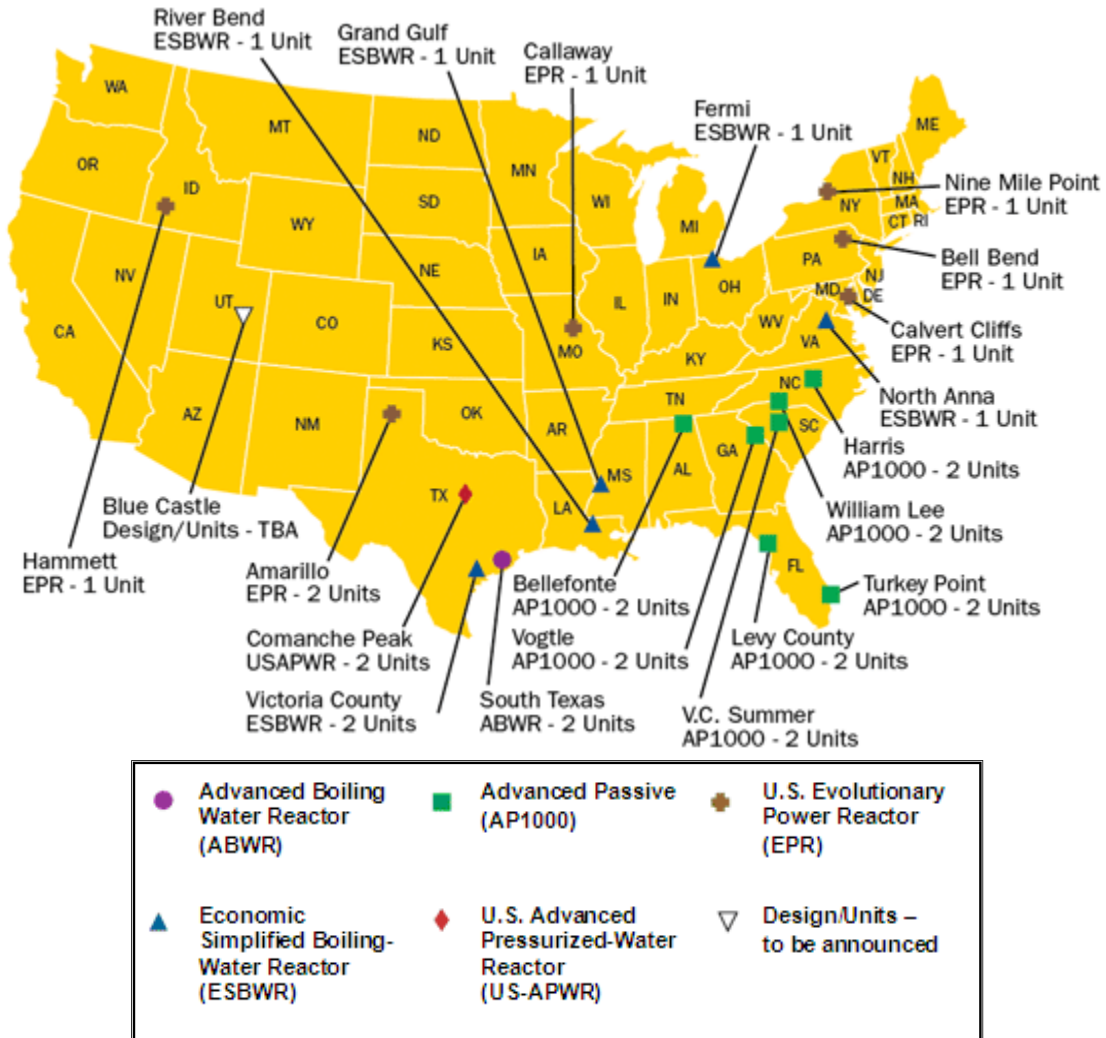 River Bend
ESBWR - 1 Unit
Grand Gulf
ESBWR - 1 Unit
Callaway
EPR - 1 Unit
Fermi
ESBWR - 1 Unit
Nine Mile Point
EPR - 1 Unit
Bell Bend
EPR - 1 Unit
Calvert Cliffs
EPR - 1 Unit
North Anna
ESBWR - 1 Unit
Harris
AP1000 - 2 Units
William Lee
AP1000 - 2 Units
Turkey Point
AP1000 - 2 Units
Levy County
AP1000 - 2 Units
V.C. Summer
AP1000 - 2 Units
Bellefonte
AP1000 - 2 Units
Vogtle
AP1000 - 2 Units
South Texas
ABWR - 2 Units
Blue Castle
Design/Units - TBA
Hammett
EPR - 1 Unit
Amarillo
EPR - 2 Units
Comanche Peak
USAPWR - 2 Units
Victoria County
ESBWR - 2 Units
WA
OR
ID
MT
ND
SD
MN
WI
MI
ME
VT
NH
MA
CT
RI
NY
PA
NJ
MD
DE
WY
NE
IA
IL
IN
OH
WV
VA
NV
UT
CO
KS
MO
KY
CA
AZ
NM
OK
AR
TN
NC
SC
GA
AL
MS
LA
TX
FL
Advanced Boiling
Water Reactor
(ABWR)
Advanced Passive
(AP1000)
U.S. Evolutionary
Power Reactor
(EPR)
Economic
Simplified Boiling-
Water Reactor
(ESBWR)
U.S. Advanced
Pressurized-Water
Reactor
(US-APWR)
Design/Units –
to be announced